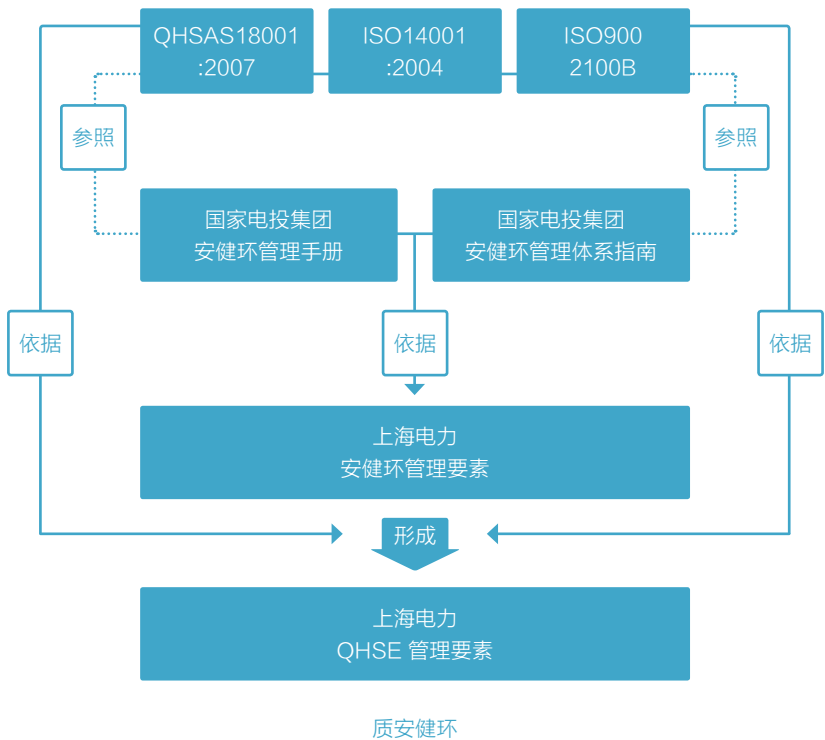 QHSAS18001
:2007
ISO14001
:2004
ISO900
2100B
参照
参照
国家电投集团
安健环管理手册
国家电投集团
安健环管理体系指南
依据
依据
依据
上海电力
安健环管理要素
形成
上海电力
QHSE 管理要素
质安健环